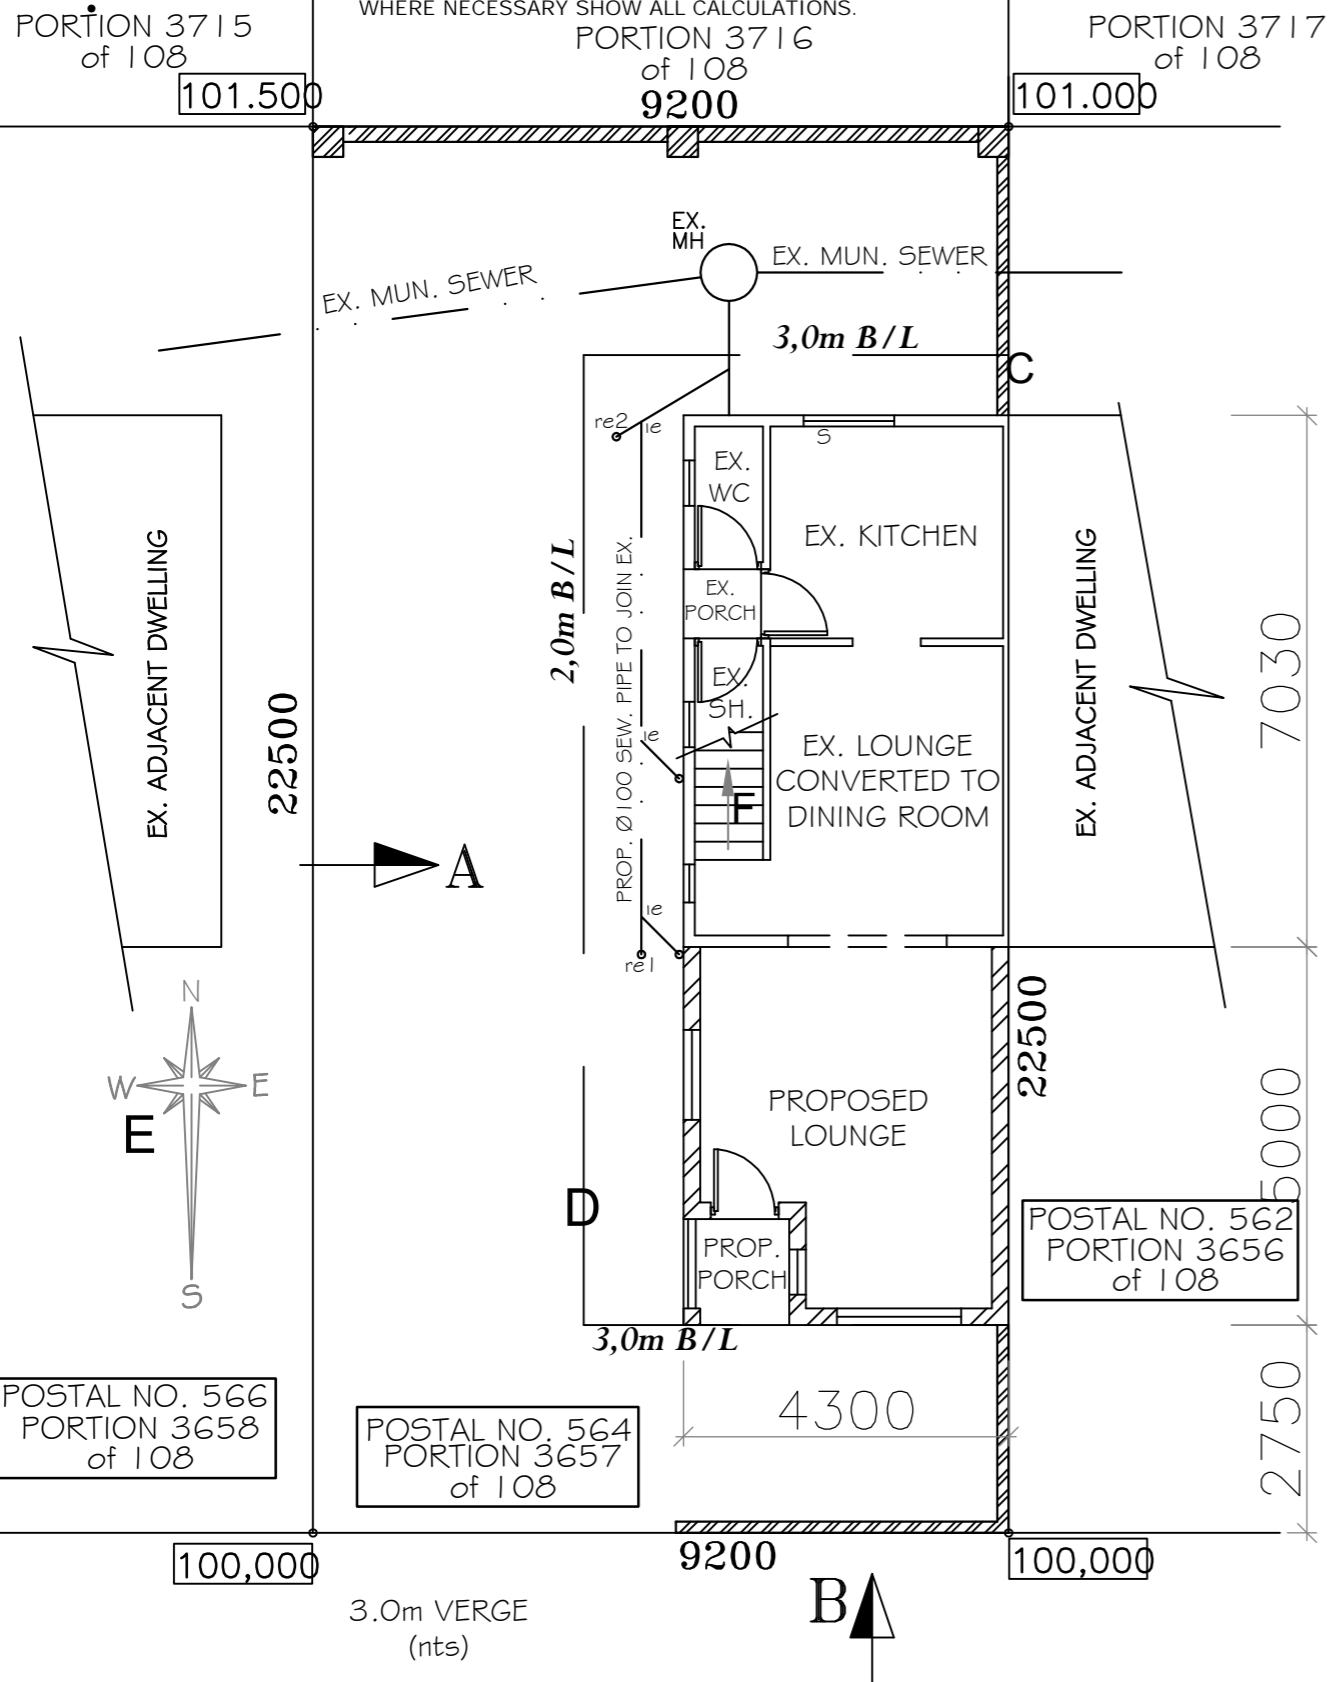 WHERE NECESSARY SHOW ALL CALCULATIONS.
PORTION 3715
of 108
PORTION 3716
of 108
PORTION 3717
of 108
101.500
9200
101.000
EX.
MH
EX. MUN. SEWER
EX. MUN. SEWER
3,0m B/L
C
re2
ie
S
EX.
WC
EX. KITCHEN
EX. ADJACENT DWELLING
2,0m B/L
PROP. Ø100 SEW. PIPE TO JOIN EX.
EX.
PORCH
EX. ADJACENT DWELLING
7030
EX.
SH.
22500
ie
EX. LOUNGE
CONVERTED TO
DINING ROOM
F
A
ie
re1
N
W
E
S
E
22500
PROPOSED
LOUNGE
5000
D
PROP.
PORCH
POSTAL NO. 562
PORTION 3656
of 108
3,0m B/L
POSTAL NO. 566
PORTION 3658
of 108
POSTAL NO. 564
PORTION 3657
of 108
4300
2750
100,000
9200
100,000
3.0m VERGE
(nts)
B